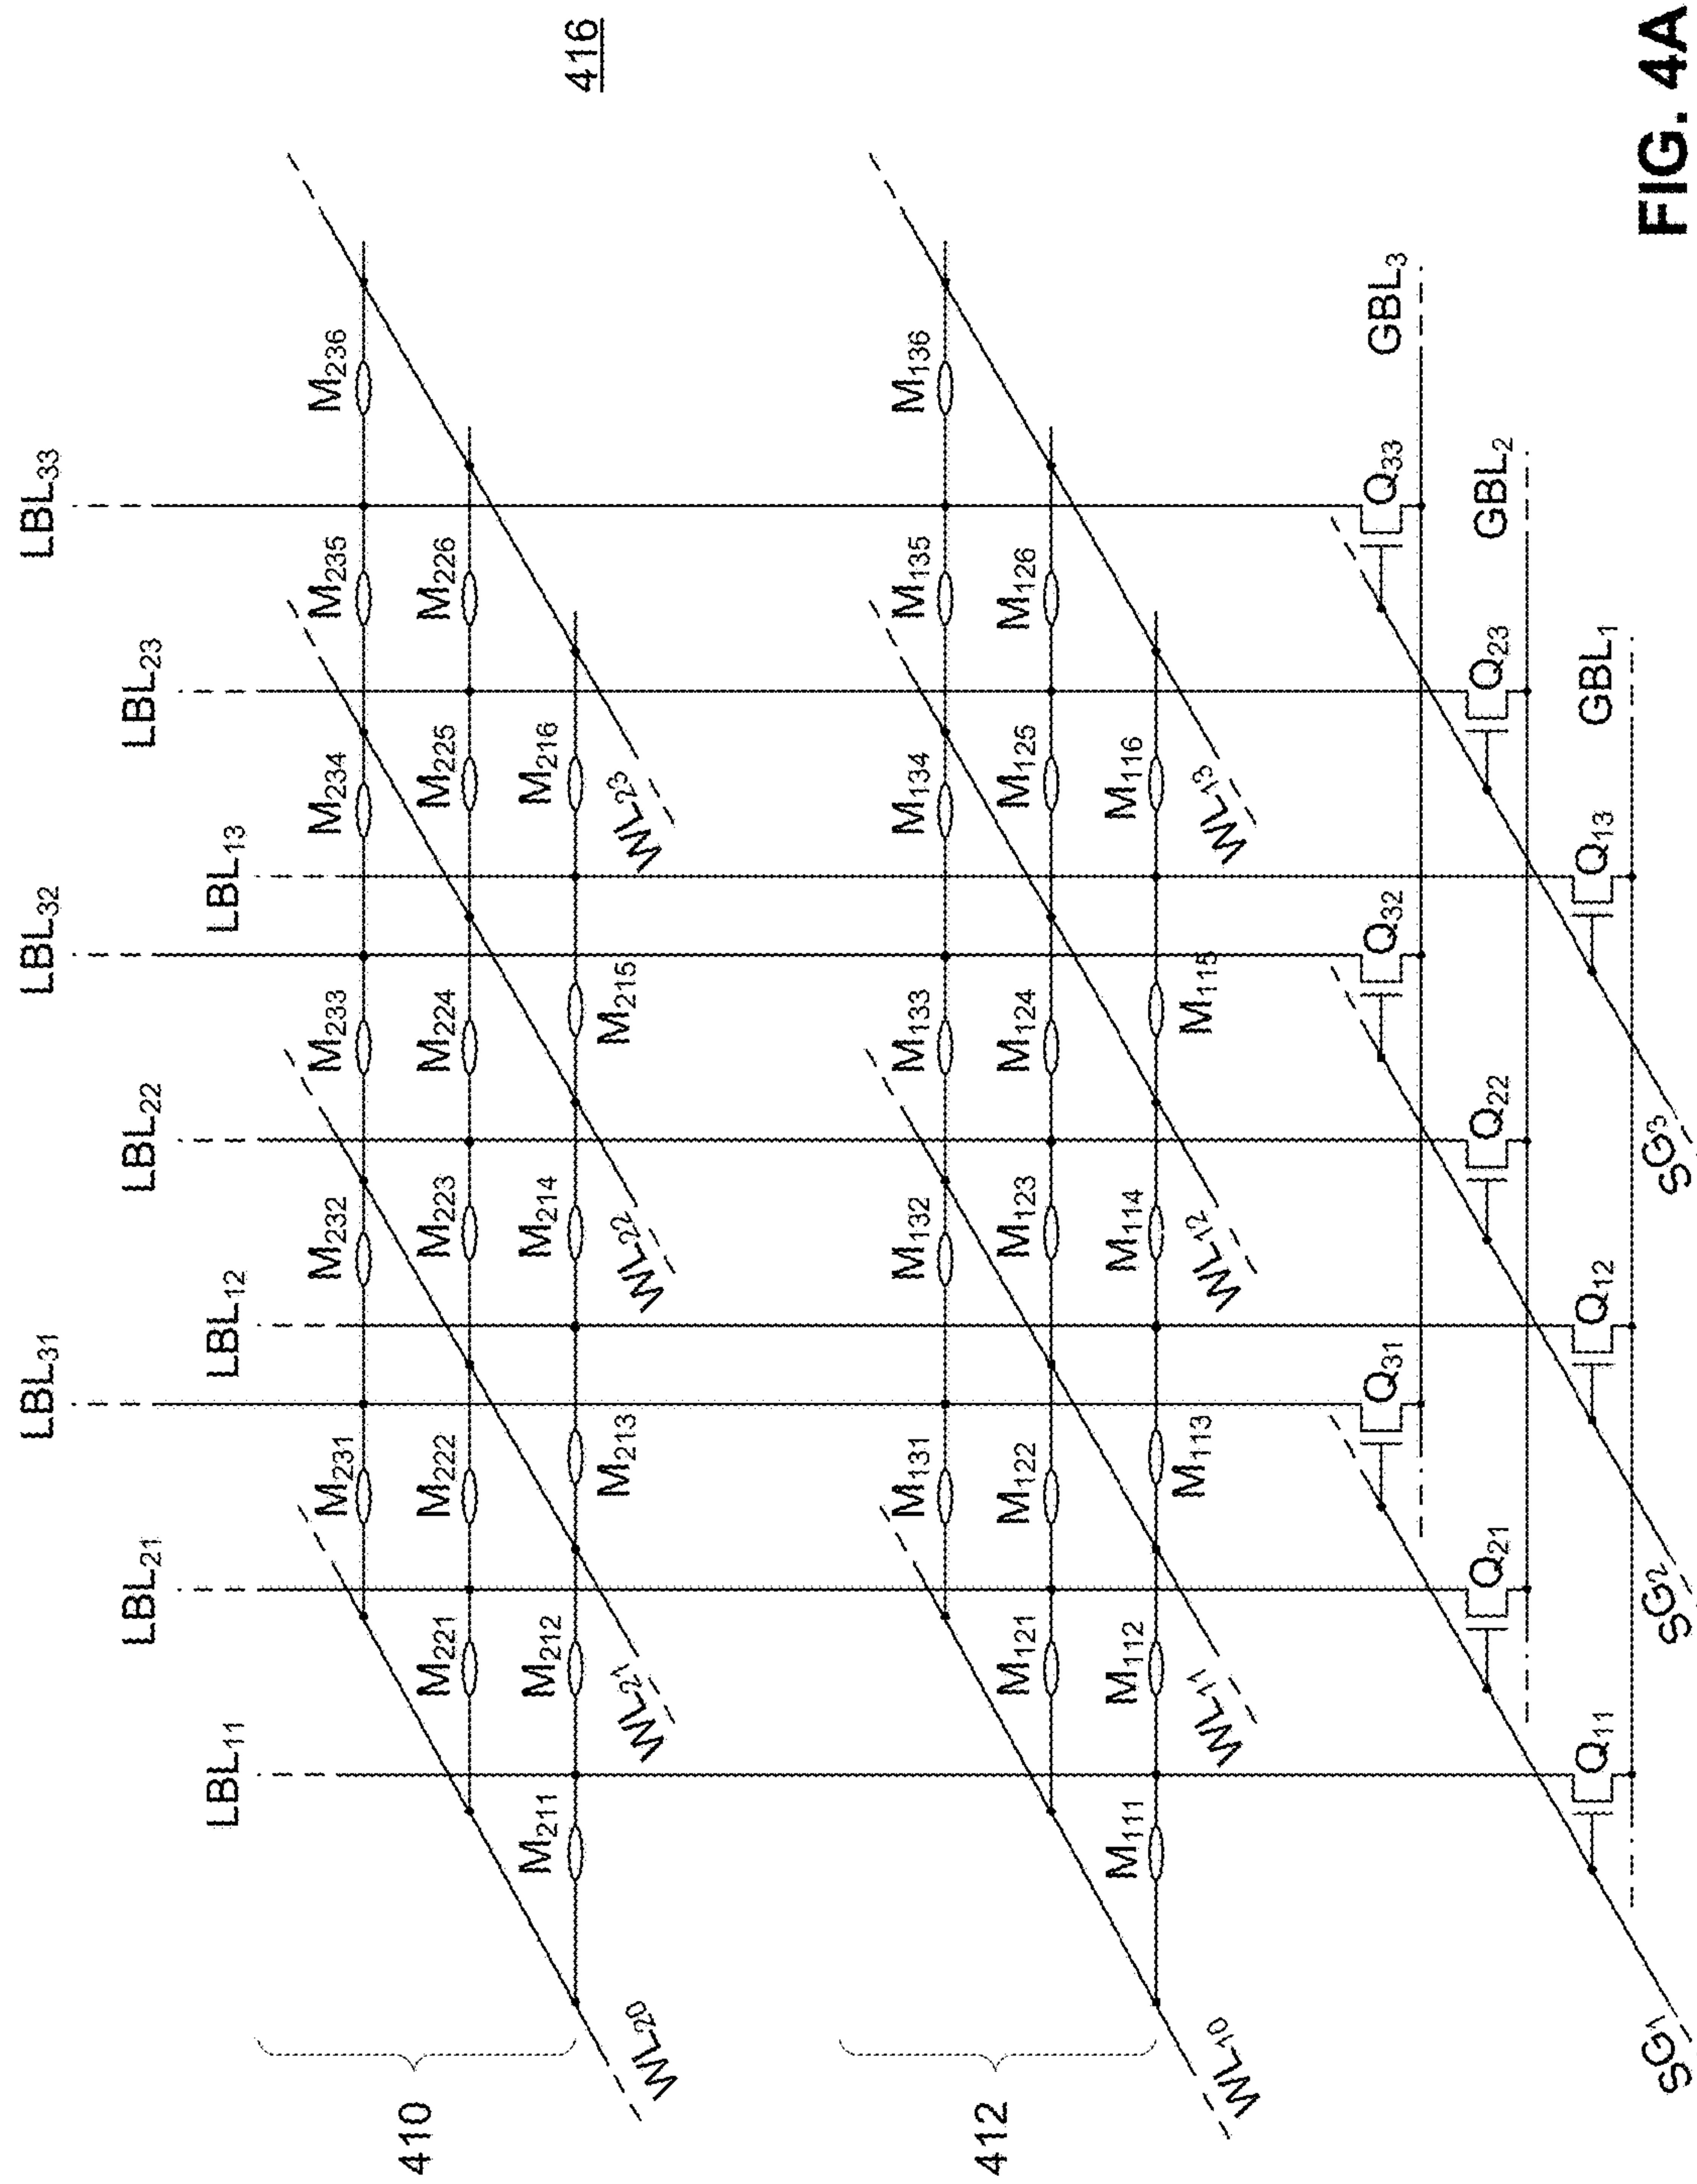 416
LBL33
LBL23
LBL32
LBL13
LBL22
LBL31
LBL12
LBL21
LBL11
M231 M232 M233 M234 M235 M236
M221 M222 M223 M224 M225 M226
M211 M212 M213 M214 M215 M216
410
WL20 WL21 WL22 WL23
M131 M132 M133 M134 M135 M136
M121 M122 M123 M124 M125 M126
M111 M112 M113 M114 M115 M116
412
WL10 WL11 WL12 WL13
Q31 Q32 Q33 GBL3
Q21 Q22 Q23 GBL2
Q11 Q12 Q13 GBL1
SG1 SG2 SG3
FIG. 4A